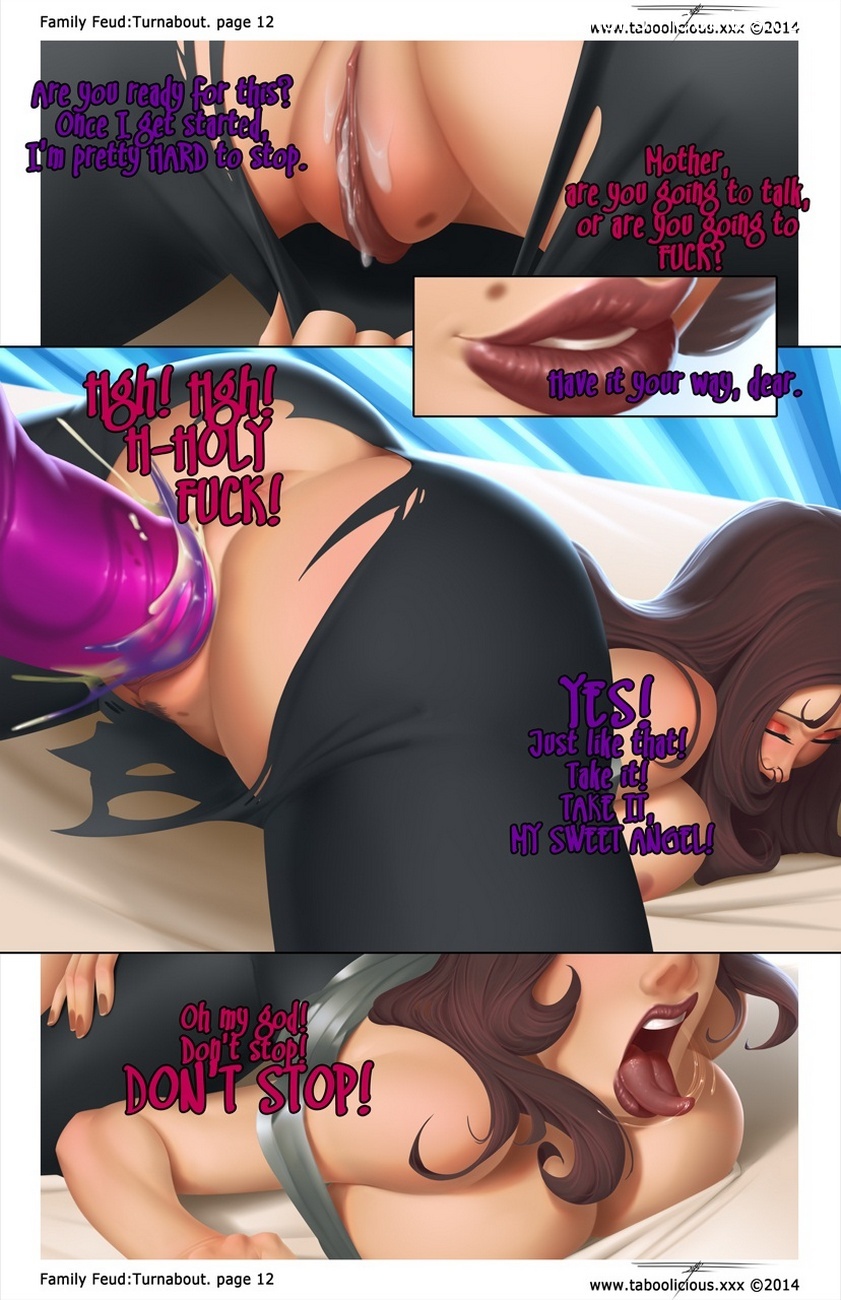 Family Feud:Turnabout. page 12
www.taboolicious.xxx ©2014
Are you ready for this?
Once I get started,
I'm pretty HARD to stop.
Mother,
are you going to talk,
or are you going to
FUCK?
Have it your way, dear.
Hgh! Hgh!
H-HOLY
FUCK!
YES!
Just like that!
Take it!
TAKE IT,
MY SWEET ANGEL!
Oh my god!
Don't stop!
DON'T STOP!
Family Feud:Turnabout. page 12
www.taboolicious.xxx ©2014